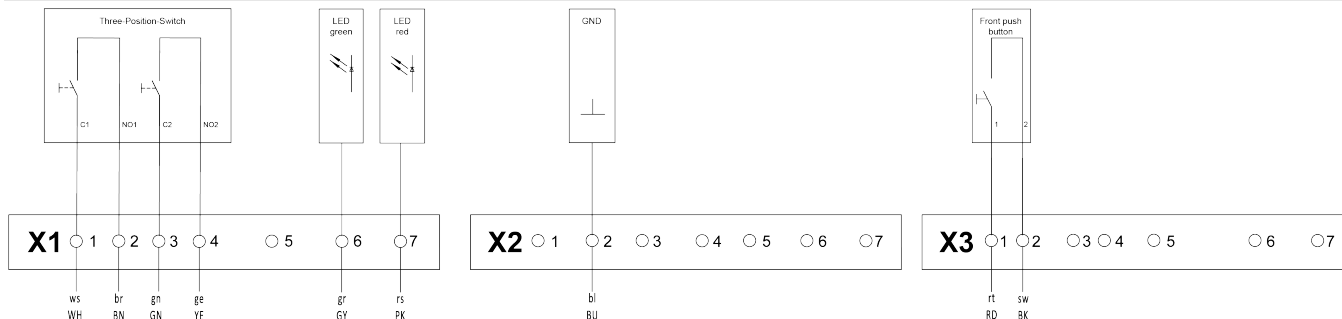 Three-Position-Switch
LED
green
LED
red
GND
Front push
button
C1 NO1 C2 NO2
1 2
X1 1 2 3 4 5 6 7
X2 1 2 3 4 5 6 7
X3 1 2 3 4 5 6 7
ws br gn ge gr rs bl rt sw
WH BN GN YE GY PK BU RD BK